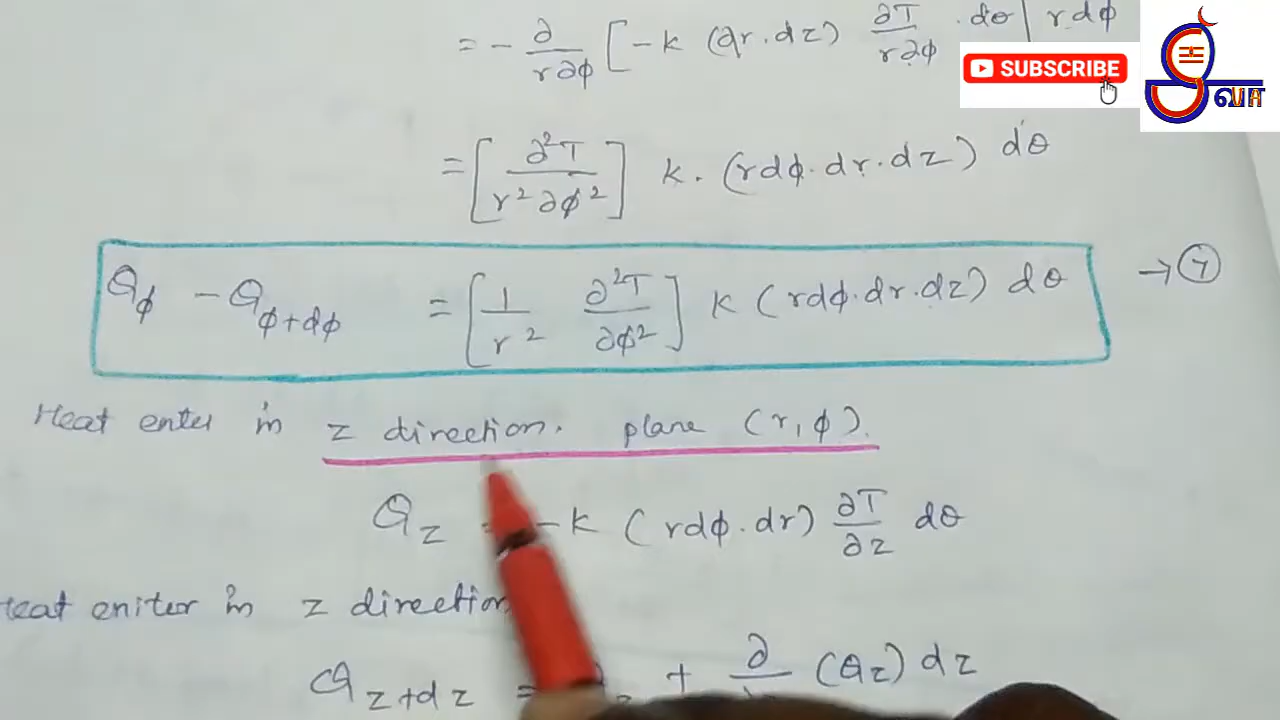 = - ∂/r∂ϕ [ -k (dr.dz) ∂T/r∂ϕ . dθ ] rdϕ
SUBSCRIBE
வா
= [ ∂²T / r²∂ϕ² ] k . (rdϕ.dr.dz) dθ
Qϕ - Qϕ+dϕ = [ 1/r² ∂²T/∂ϕ² ] k (rdϕ.dr.dz) dθ → 7
Heat enter in z direction. plane (r, ϕ).
Qz = -k (rdϕ.dr) ∂T/∂z dθ
Heat eniter in z direction
Qz+dz = + ∂ (Qz) dz